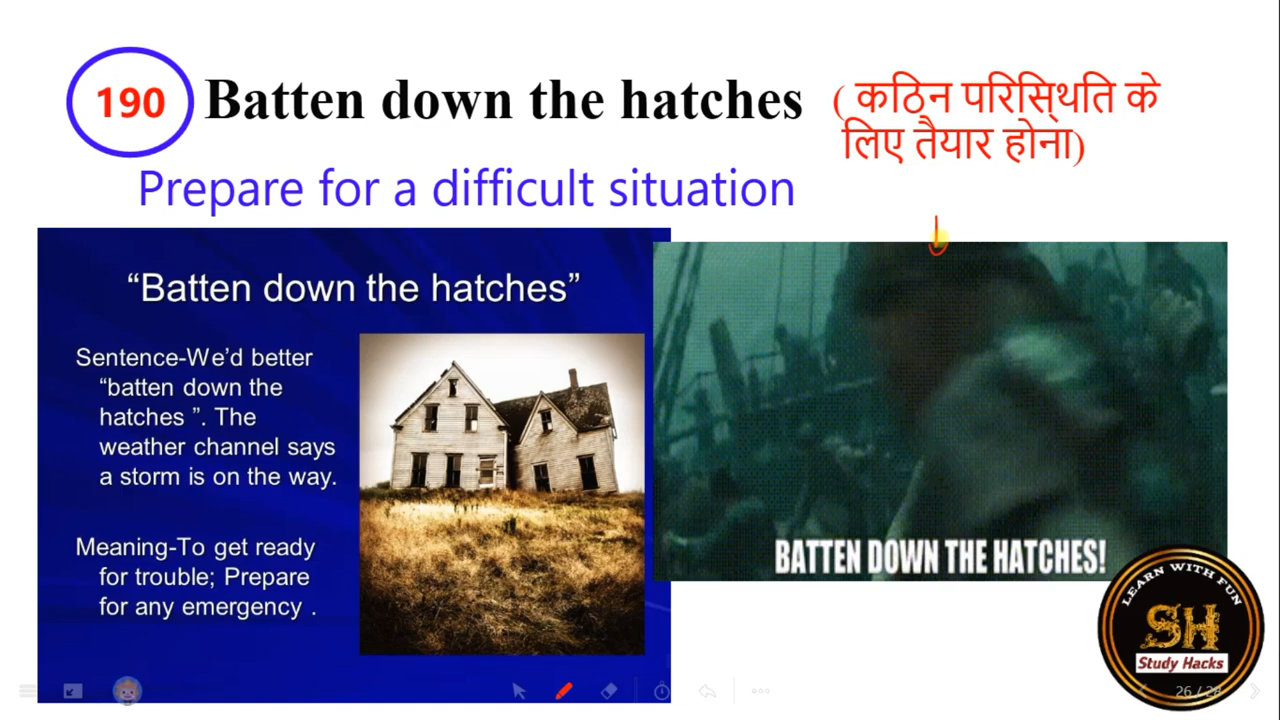 190 Batten down the hatches ( कठिन परिस्थिति के
लिए तैयार होना)
Prepare for a difficult situation
“Batten down the hatches”
Sentence-We’d better
“batten down the
hatches ”. The
weather channel says
a storm is on the way.
Meaning-To get ready
for trouble; Prepare
for any emergency .
BATTEN DOWN THE HATCHES!
LEARN WITH FUN
SH
Study Hacks